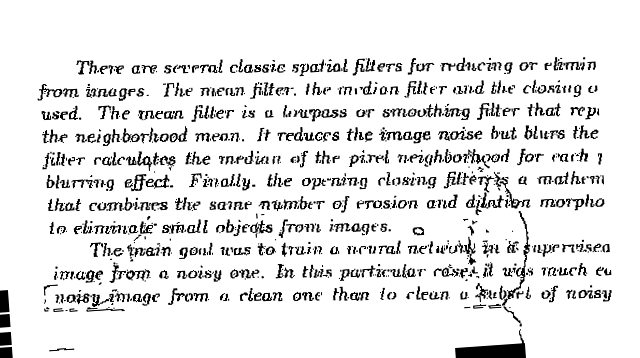 There are several classic spatial filters for reducing or elimin
from images. The mean filter, the median filter and the closing o
used. The mean filter is a lowpass or smoothing filter that repl
the neighborhood mean. It reduces the image noise but blurs the
filter calculates the median of the pixel neighborhood for each p
blurring effect. Finally, the opening closing filter is a mathem
that combines the same number of erosion and dilation morpho
to eliminate small objects from images.
The main goal was to train a neural network in a supervised
image from a noisy one. In this particular case, it was much ea
noisy image from a clean one than to clean a subset of noisy